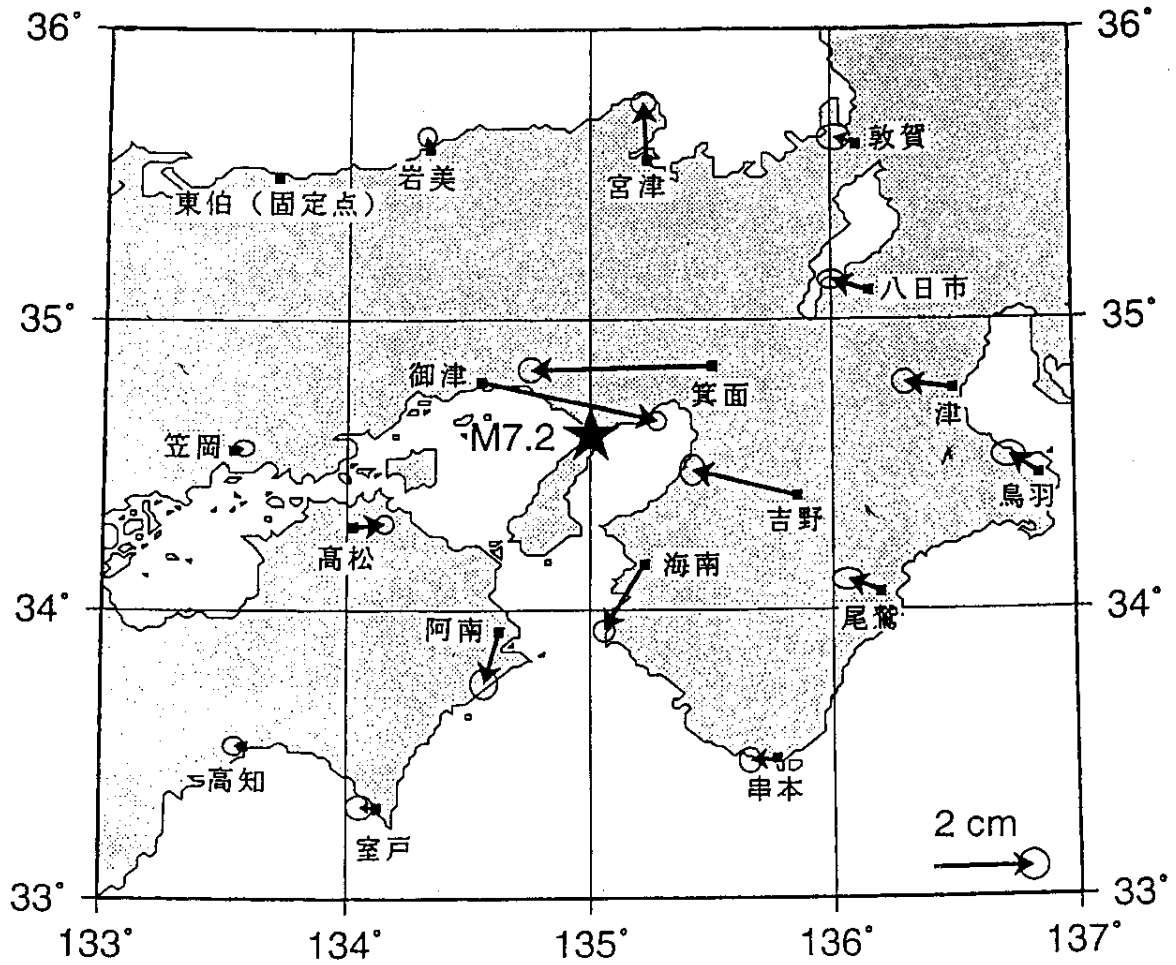 36°
36°
敦賀
岩美
宮津
東伯（固定点）
八日市
35°
35°
御津
箕面
津
M7.2
笠岡
鳥羽
吉野
高松
海南
34°
34°
尾鷲
阿南
高知
串本
2 cm
室戸
33°
33°
133°
134°
135°
136°
137°